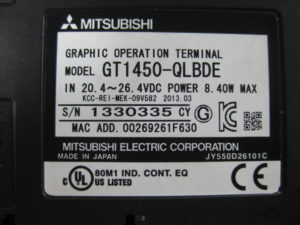 MITSUBISHI
GRAPHIC OPERATION TERMINAL
MODEL GT1450-QLBDE
IN 20.4~26.4VDC POWER 8.40W MAX
KCC-REI-MEK-09V582 2013.03
S/N 1330335 CY G
MAC ADD. 00269261F630
MITSUBISHI ELECTRIC CORPORATION
MADE IN JAPAN JY550D26101C
c UL US 80M1 IND. CONT. EQ
LISTED